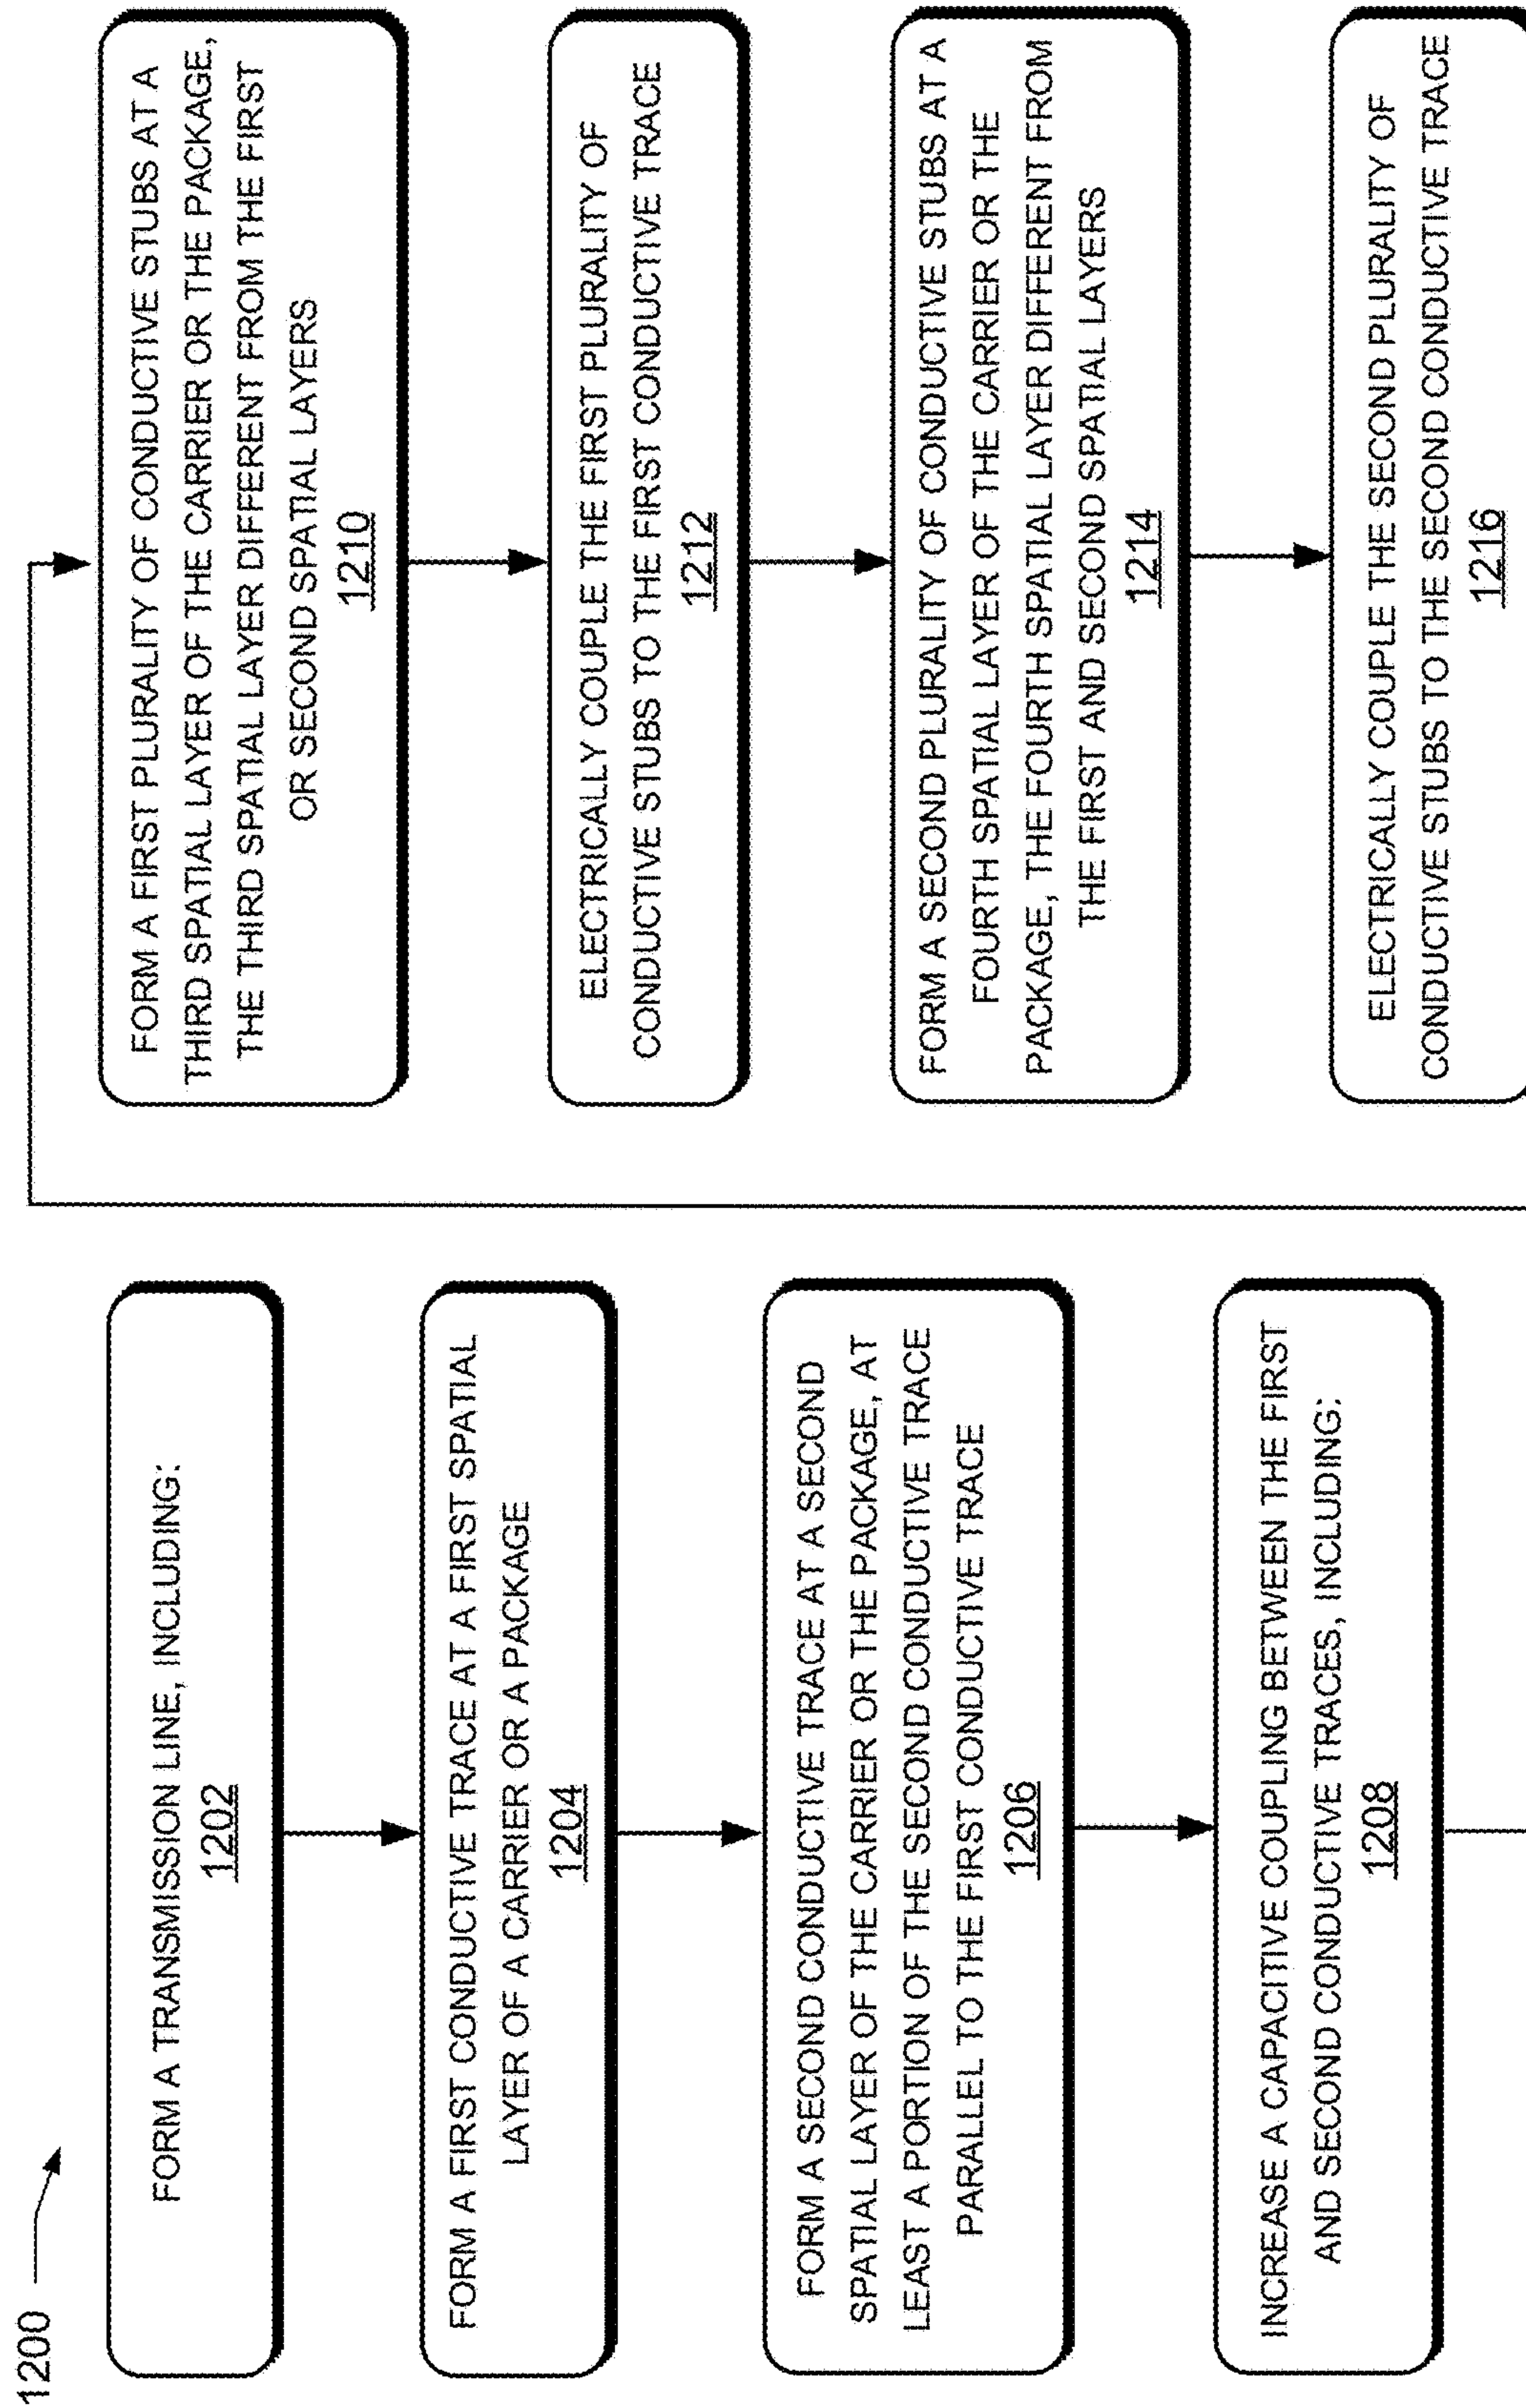 1200
FORM A TRANSMISSION LINE, INCLUDING:
1202
FORM A FIRST CONDUCTIVE TRACE AT A FIRST SPATIAL
LAYER OF A CARRIER OR A PACKAGE
1204
FORM A SECOND CONDUCTIVE TRACE AT A SECOND
SPATIAL LAYER OF THE CARRIER OR THE PACKAGE, AT
LEAST A PORTION OF THE SECOND CONDUCTIVE TRACE
PARALLEL TO THE FIRST CONDUCTIVE TRACE
1206
INCREASE A CAPACITIVE COUPLING BETWEEN THE FIRST
AND SECOND CONDUCTIVE TRACES, INCLUDING:
1208
FORM A FIRST PLURALITY OF CONDUCTIVE STUBS AT A
THIRD SPATIAL LAYER OF THE CARRIER OR THE PACKAGE,
THE THIRD SPATIAL LAYER DIFFERENT FROM THE FIRST
OR SECOND SPATIAL LAYERS
1210
ELECTRICALLY COUPLE THE FIRST PLURALITY OF
CONDUCTIVE STUBS TO THE FIRST CONDUCTIVE TRACE
1212
FORM A SECOND PLURALITY OF CONDUCTIVE STUBS AT A
FOURTH SPATIAL LAYER OF THE CARRIER OR THE
PACKAGE, THE FOURTH SPATIAL LAYER DIFFERENT FROM
THE FIRST AND SECOND SPATIAL LAYERS
1214
ELECTRICALLY COUPLE THE SECOND PLURALITY OF
CONDUCTIVE STUBS TO THE SECOND CONDUCTIVE TRACE
1216